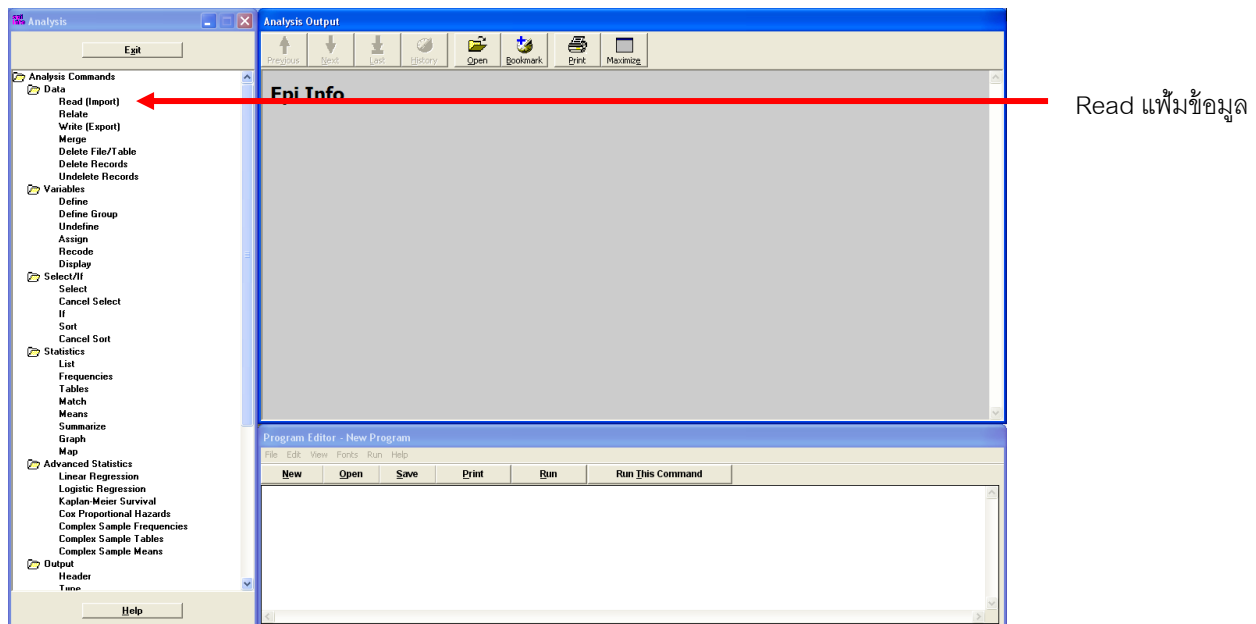 Analysis
Exit
Analysis Commands
Data
Read (Import)
Relate
Write (Export)
Merge
Delete File/Table
Delete Records
Undelete Records
Variables
Define
Define Group
Undefine
Assign
Recode
Display
Select/If
Select
Cancel Select
If
Sort
Cancel Sort
Statistics
List
Frequencies
Tables
Match
Means
Summarize
Graph
Map
Advanced Statistics
Linear Regression
Logistic Regression
Kaplan-Meier Survival
Cox Proportional Hazards
Complex Sample Frequencies
Complex Sample Tables
Complex Sample Means
Output
Header
Type
Help
Analysis Output
Previous Next Last History Open Bookmark Print Maximize
Epi Info
Program Editor - New Program
File Edit View Fonts Run Help
New Open Save Print Run Run This Command
Read แฟ้มข้อมูล